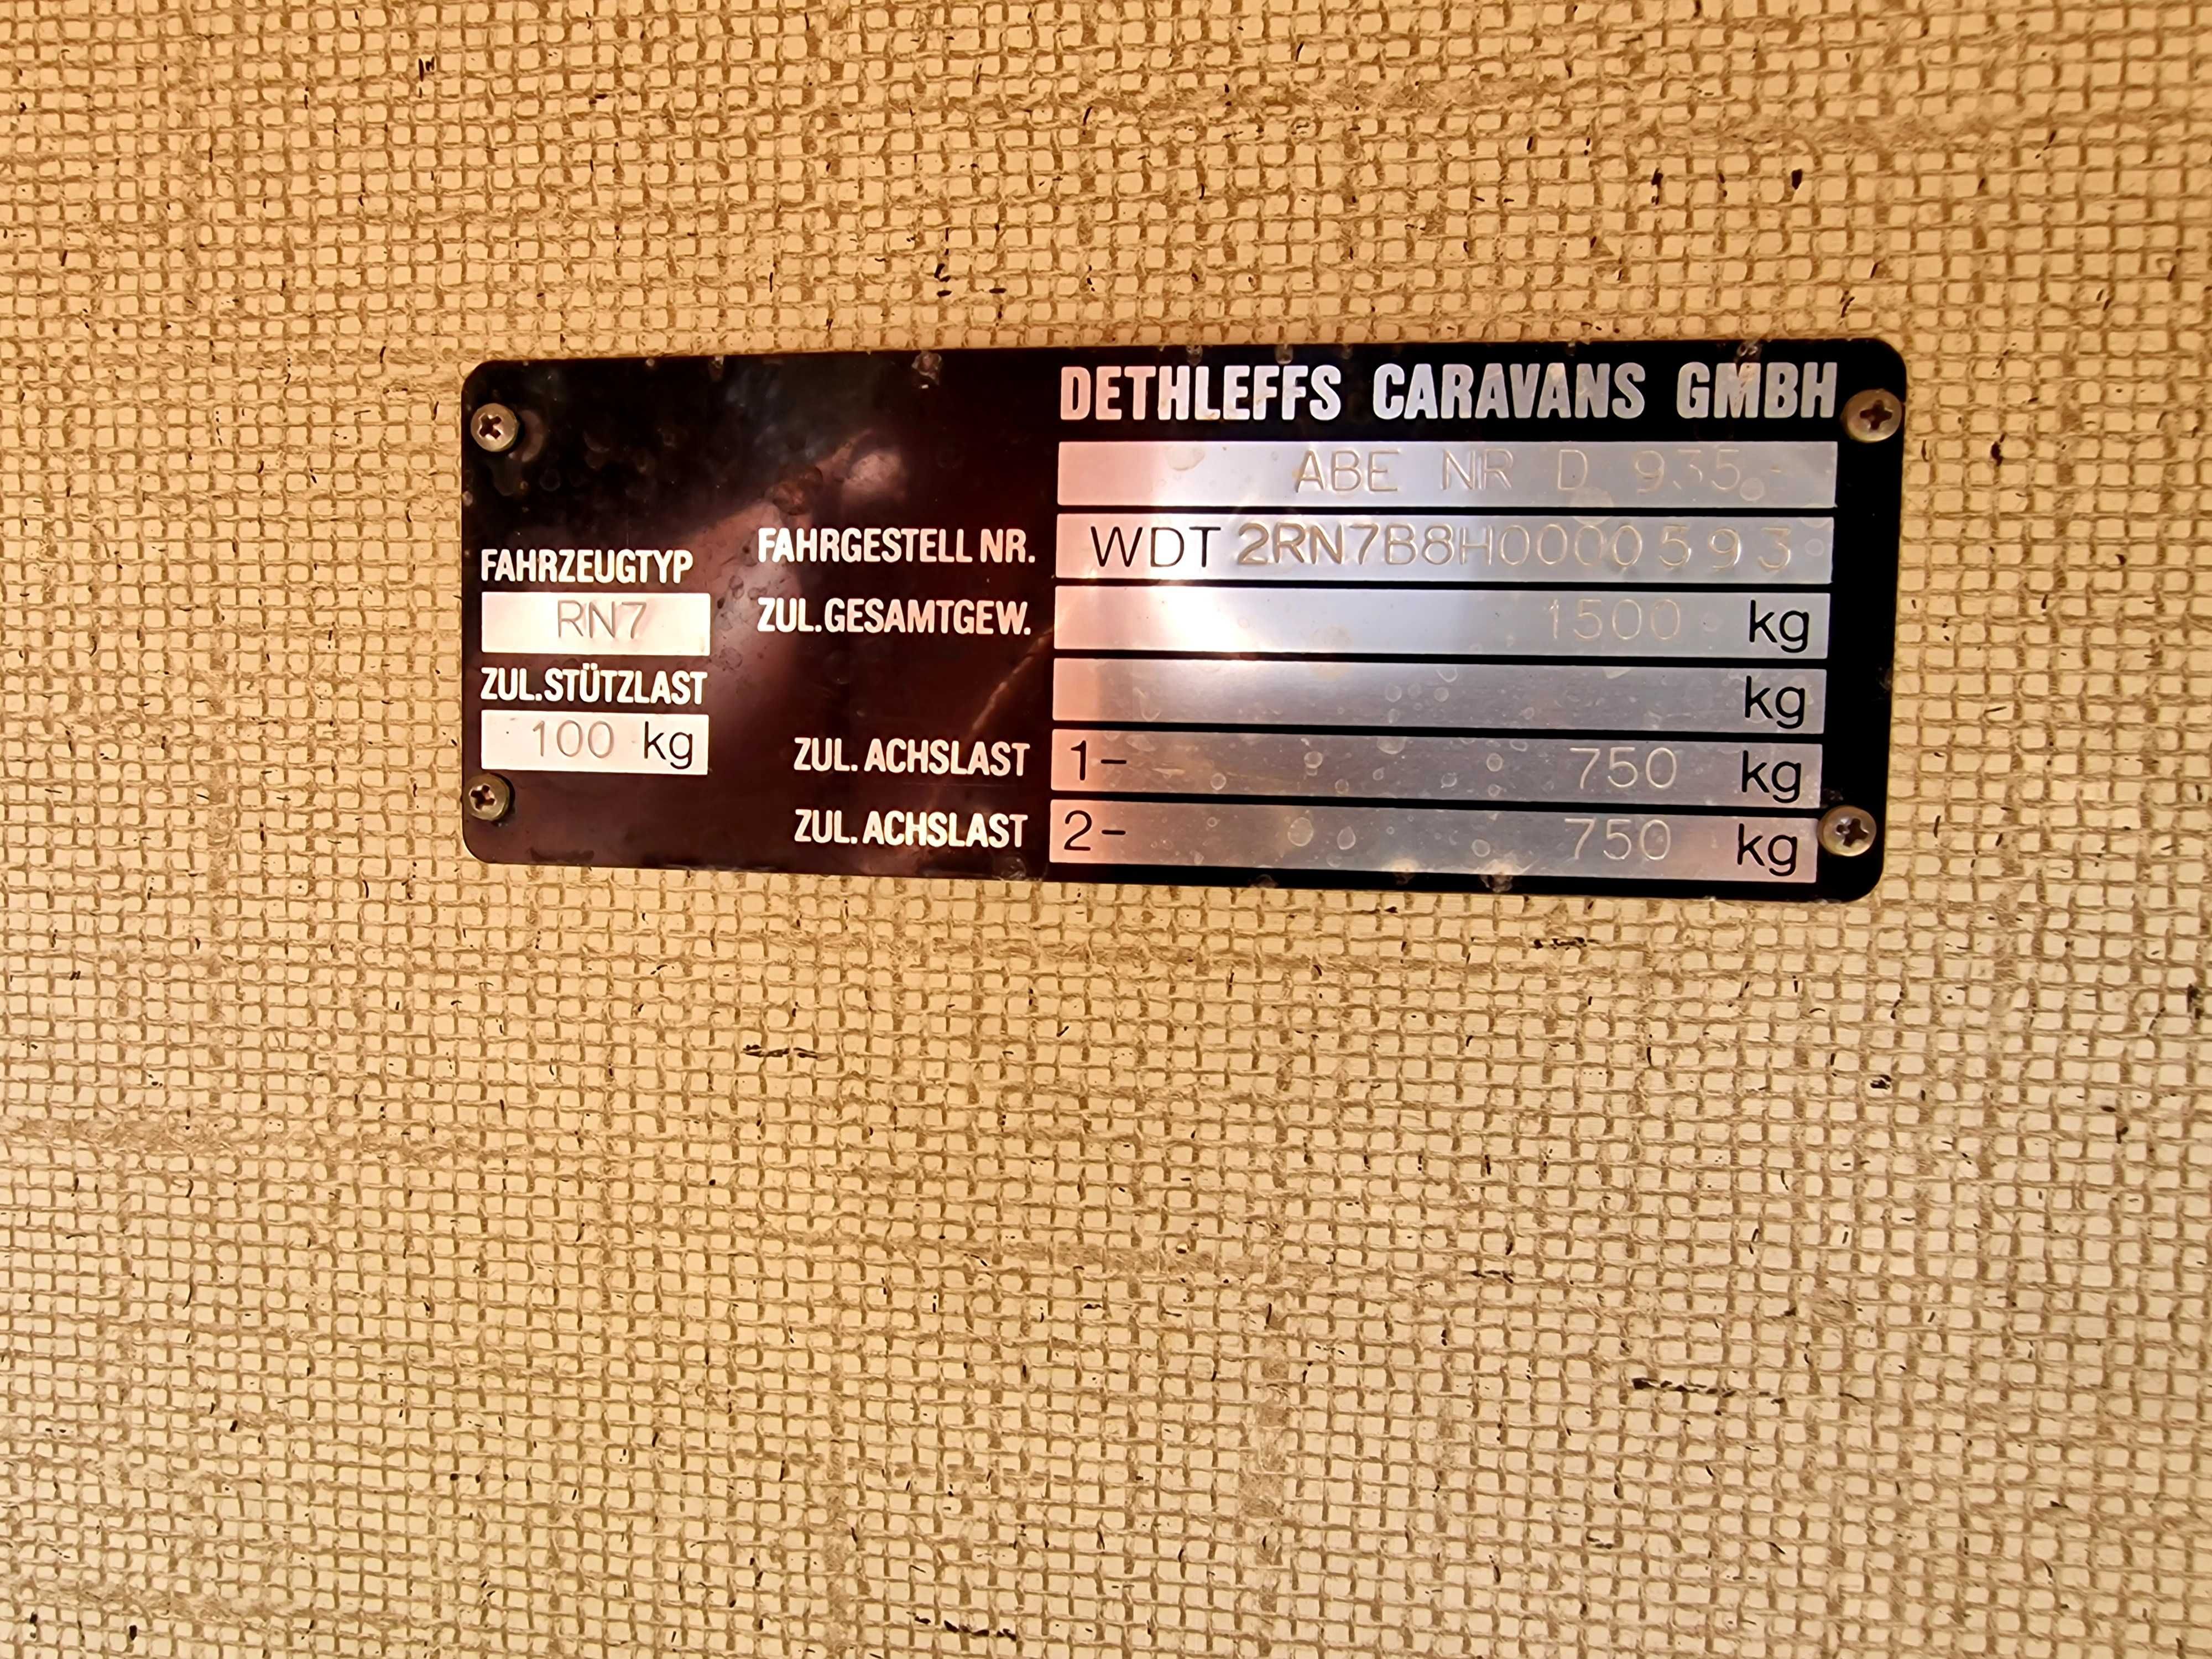 DETHLEFFS CARAVANS GMBH
ABE NR D 935
FAHRGESTELL NR. WDT 2RN7B8H0000593
FAHRZEUGTYP
RN7
ZUL.GESAMTGEW. 1500 kg
ZUL.STÜTZLAST
100 kg
kg
ZUL. ACHSLAST 1- 750 kg
ZUL. ACHSLAST 2- 750 kg